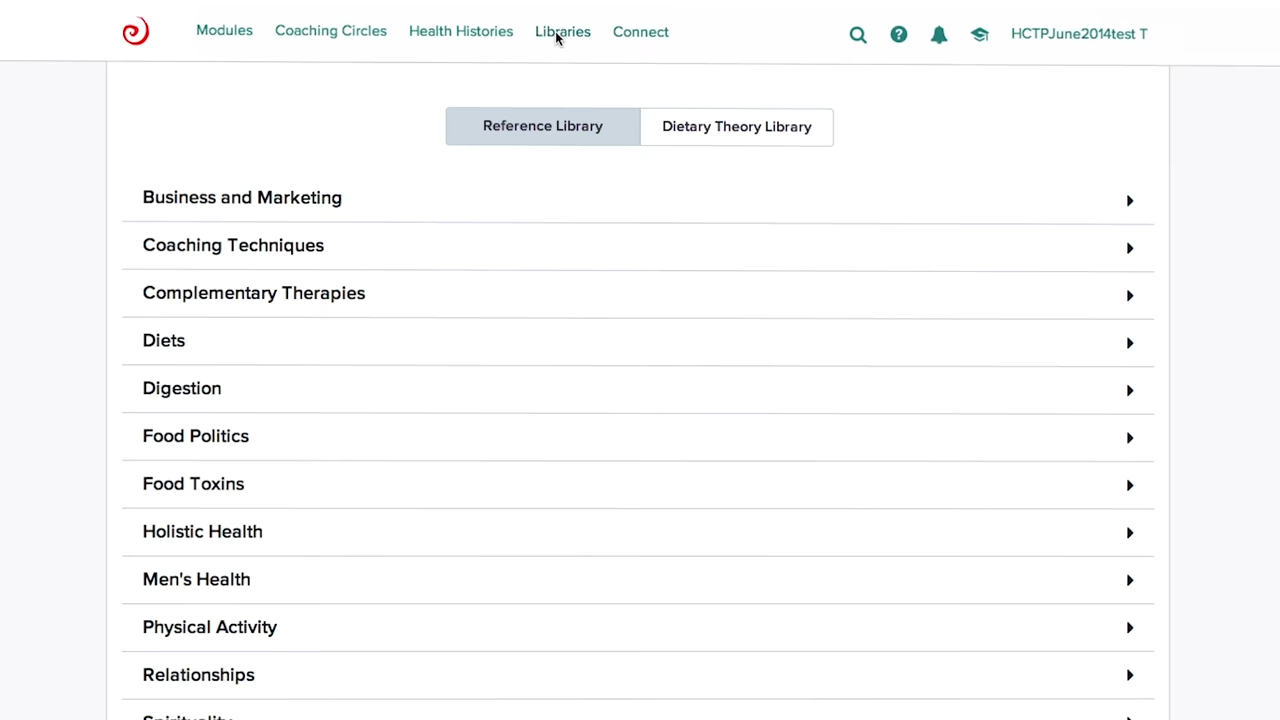 Modules Coaching Circles Health Histories Libraries Connect HCTPJune2014test T
Reference Library Dietary Theory Library
Business and Marketing
Coaching Techniques
Complementary Therapies
Diets
Digestion
Food Politics
Food Toxins
Holistic Health
Men's Health
Physical Activity
Relationships
Spirituality